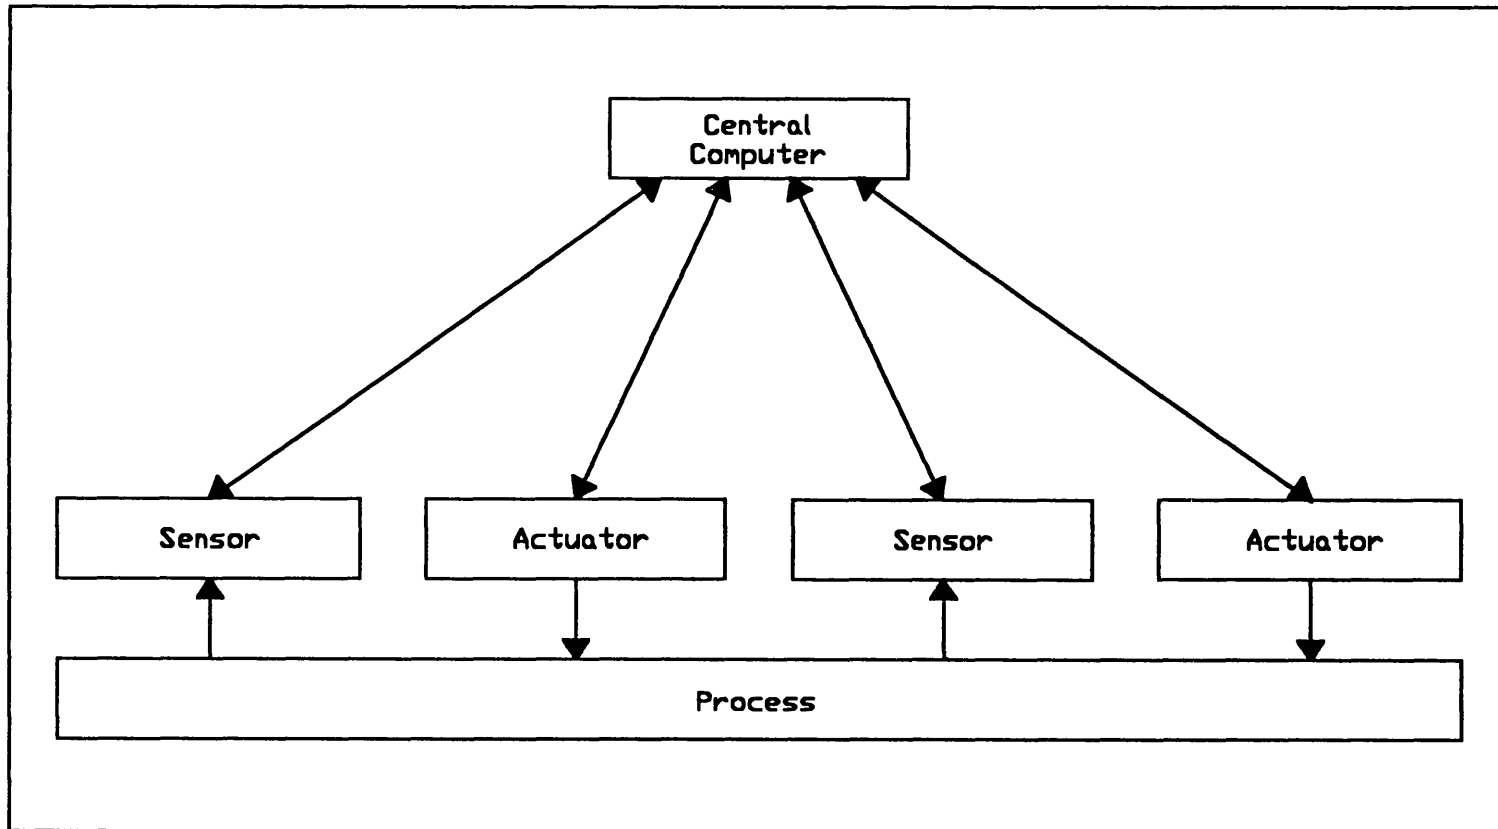 Central
Computer
Sensor
Actuator
Sensor
Actuator
Process